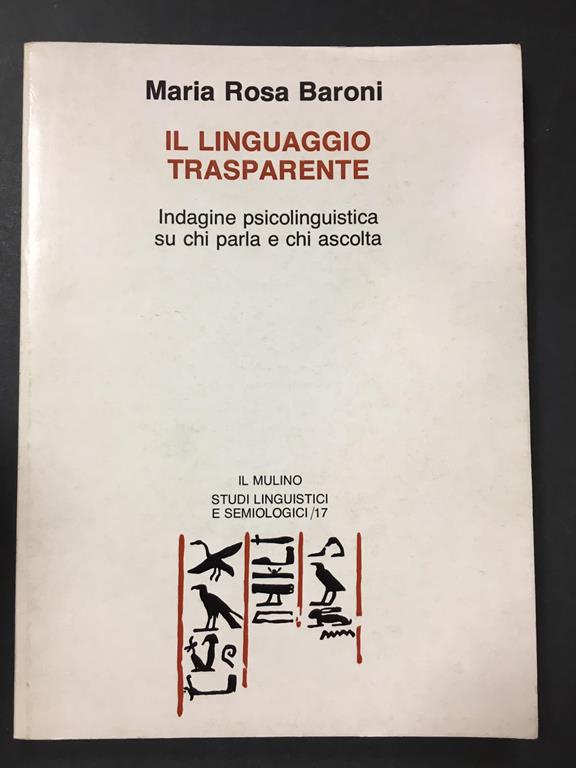 Maria Rosa Baroni
IL LINGUAGGIO
TRASPARENTE
Indagine psicolinguistica
su chi parla e chi ascolta
IL MULINO
STUDI LINGUISTICI
E SEMIOLOGICI/17